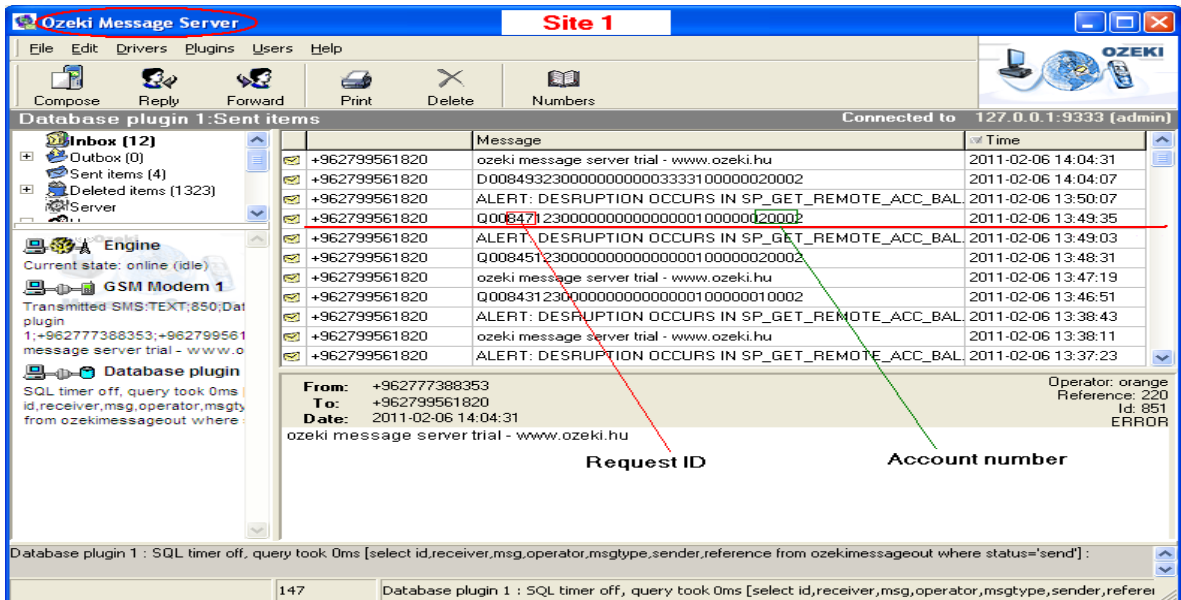 Ozeki Message Server
Site 1
File Edit Drivers Plugins Users Help
OZEKI
Compose Reply Forward Print Delete Numbers
Database plugin 1:Sent items
Connected to 127.0.0.1:9333 (admin)
Inbox (12)
Outbox (0)
Sent items (4)
Deleted items (1323)
Server
Message Time
+962799561820 ozeki message server trial - www.ozeki.hu 2011-02-06 14:04:31
+962799561820 D00849323000000000003333100000020002 2011-02-06 14:04:07
+962799561820 ALERT: DESRUPTION OCCURS IN SP_GET_REMOTE_ACC_BAL. 2011-02-06 13:50:07
+962799561820 Q00847123000000000000000100000020002 2011-02-06 13:49:35
+962799561820 ALERT: DESRUPTION OCCURS IN SP_GET_REMOTE_ACC_BAL. 2011-02-06 13:49:03
+962799561820 Q00845123000000000000000100000020002 2011-02-06 13:48:31
+962799561820 ozeki message server trial - www.ozeki.hu 2011-02-06 13:47:19
+962799561820 Q00843123000000000000000100000010002 2011-02-06 13:46:51
+962799561820 ALERT: DESRUPTION OCCURS IN SP_GET_REMOTE_ACC_BAL. 2011-02-06 13:38:43
+962799561820 ozeki message server trial - www.ozeki.hu 2011-02-06 13:38:11
+962799561820 ALERT: DESRUPTION OCCURS IN SP_GET_REMOTE_ACC_BAL. 2011-02-06 13:37:23
Engine
Current state: online (idle)
GSM Modem 1
Transmitted SMS:TEXT;850;Dat
plugin
1;+962777388353;+962799561
message server trial - www.o
Database plugin
SQL timer off, query took 0ms
id,receiver,msg,operator,msgty
from ozekimessageout where
From: +962777388353
To: +962799561820
Date: 2011-02-06 14:04:31
Operator: orange
Reference: 220
Id: 851
ERROR
ozeki message server trial - www.ozeki.hu
Request ID
Account number
Database plugin 1 : SQL timer off, query took 0ms [select id,receiver,msg,operator,msgtype,sender,reference from ozekimessageout where status='send'] :
147
Database plugin 1 : SQL timer off, query took 0ms [select id,receiver,msg,operator,msgtype,sender,referer